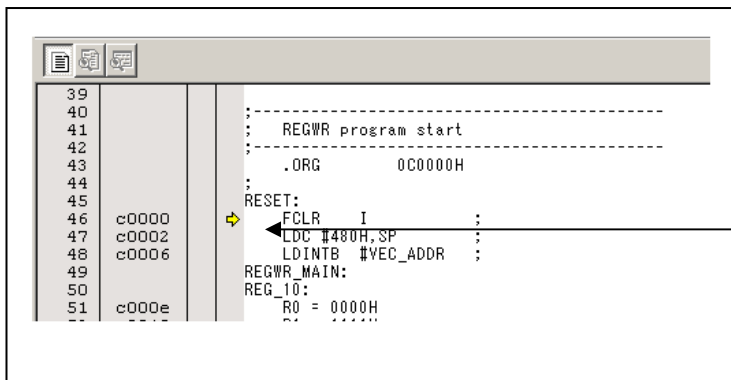 39
40 ;-------------------------------------------
41 ; REGWR program start
42 ;-------------------------------------------
43 .ORG 0C0000H
44 ;
45 RESET:
46 c0000 FCLR I ;
47 c0002 LDC #480H,SP ;
48 c0006 LDINTB #VEC_ADDR ;
49 REGWR_MAIN:
50 REG_10:
51 c000e R0 = 0000H